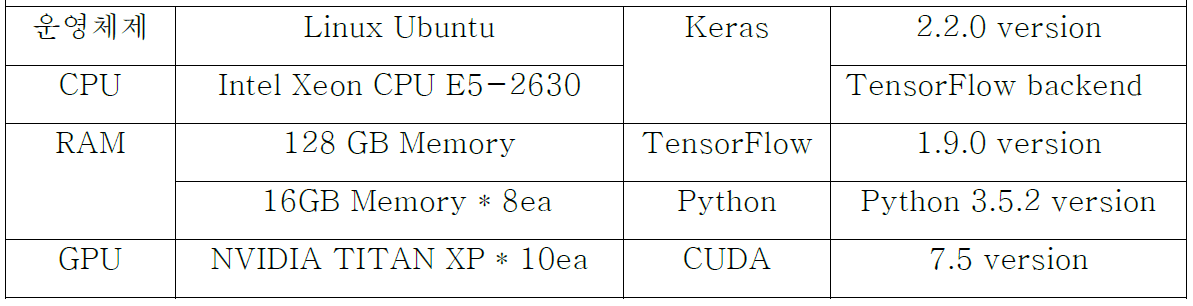 운영체제 Linux Ubuntu Keras 2.2.0 version
CPU Intel Xeon CPU E5-2630 TensorFlow backend
RAM 128 GB Memory TensorFlow 1.9.0 version
16GB Memory * 8ea Python Python 3.5.2 version
GPU NVIDIA TITAN XP * 10ea CUDA 7.5 version